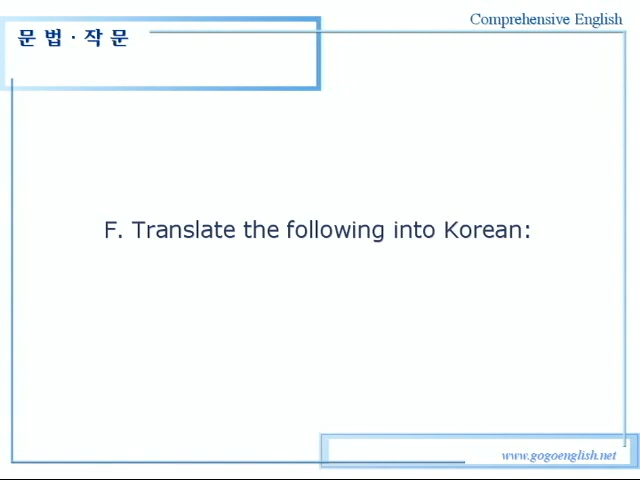 Comprehensive English
문 법 · 작 문
F. Translate the following into Korean:
www.gogoenglish.net